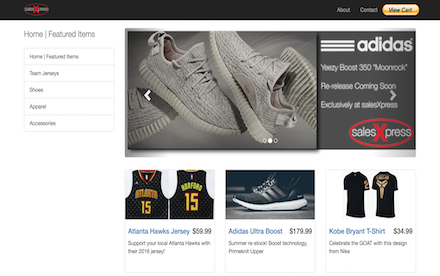 salesXpress
About
Contact
View Cart
Home | Featured Items
Home | Featured Items
Team Jerseys
Shoes
Apparel
Accessories
adidas
Yeezy Boost 350 "Moonrock"
Re-release Coming Soon
Exclusively at salesXpress
salesXpress
ATLANTA
15
HORFORD
15
Atlanta Hawks Jersey $59.99
Support your local Atlanta Hawks with
their 2016 jersey!
Adidas Ultra Boost $179.99
Summer re-stock! Boost technology,
Primeknit Upper
Kobe Bryant T-Shirt $34.99
Celebrate the GOAT with this design
from Nike